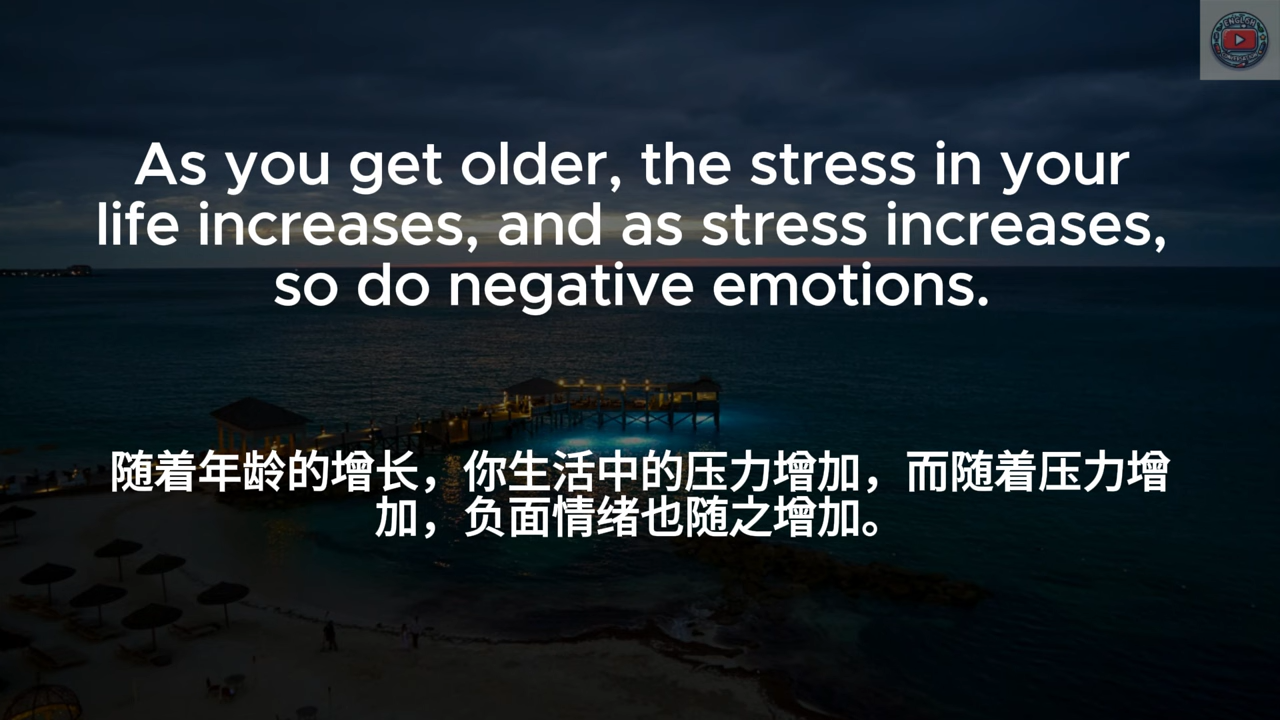 As you get older, the stress in your
life increases, and as stress increases,
so do negative emotions.
随着年龄的增长，你生活中的压力增加，而随着压力增
加，负面情绪也随之增加。